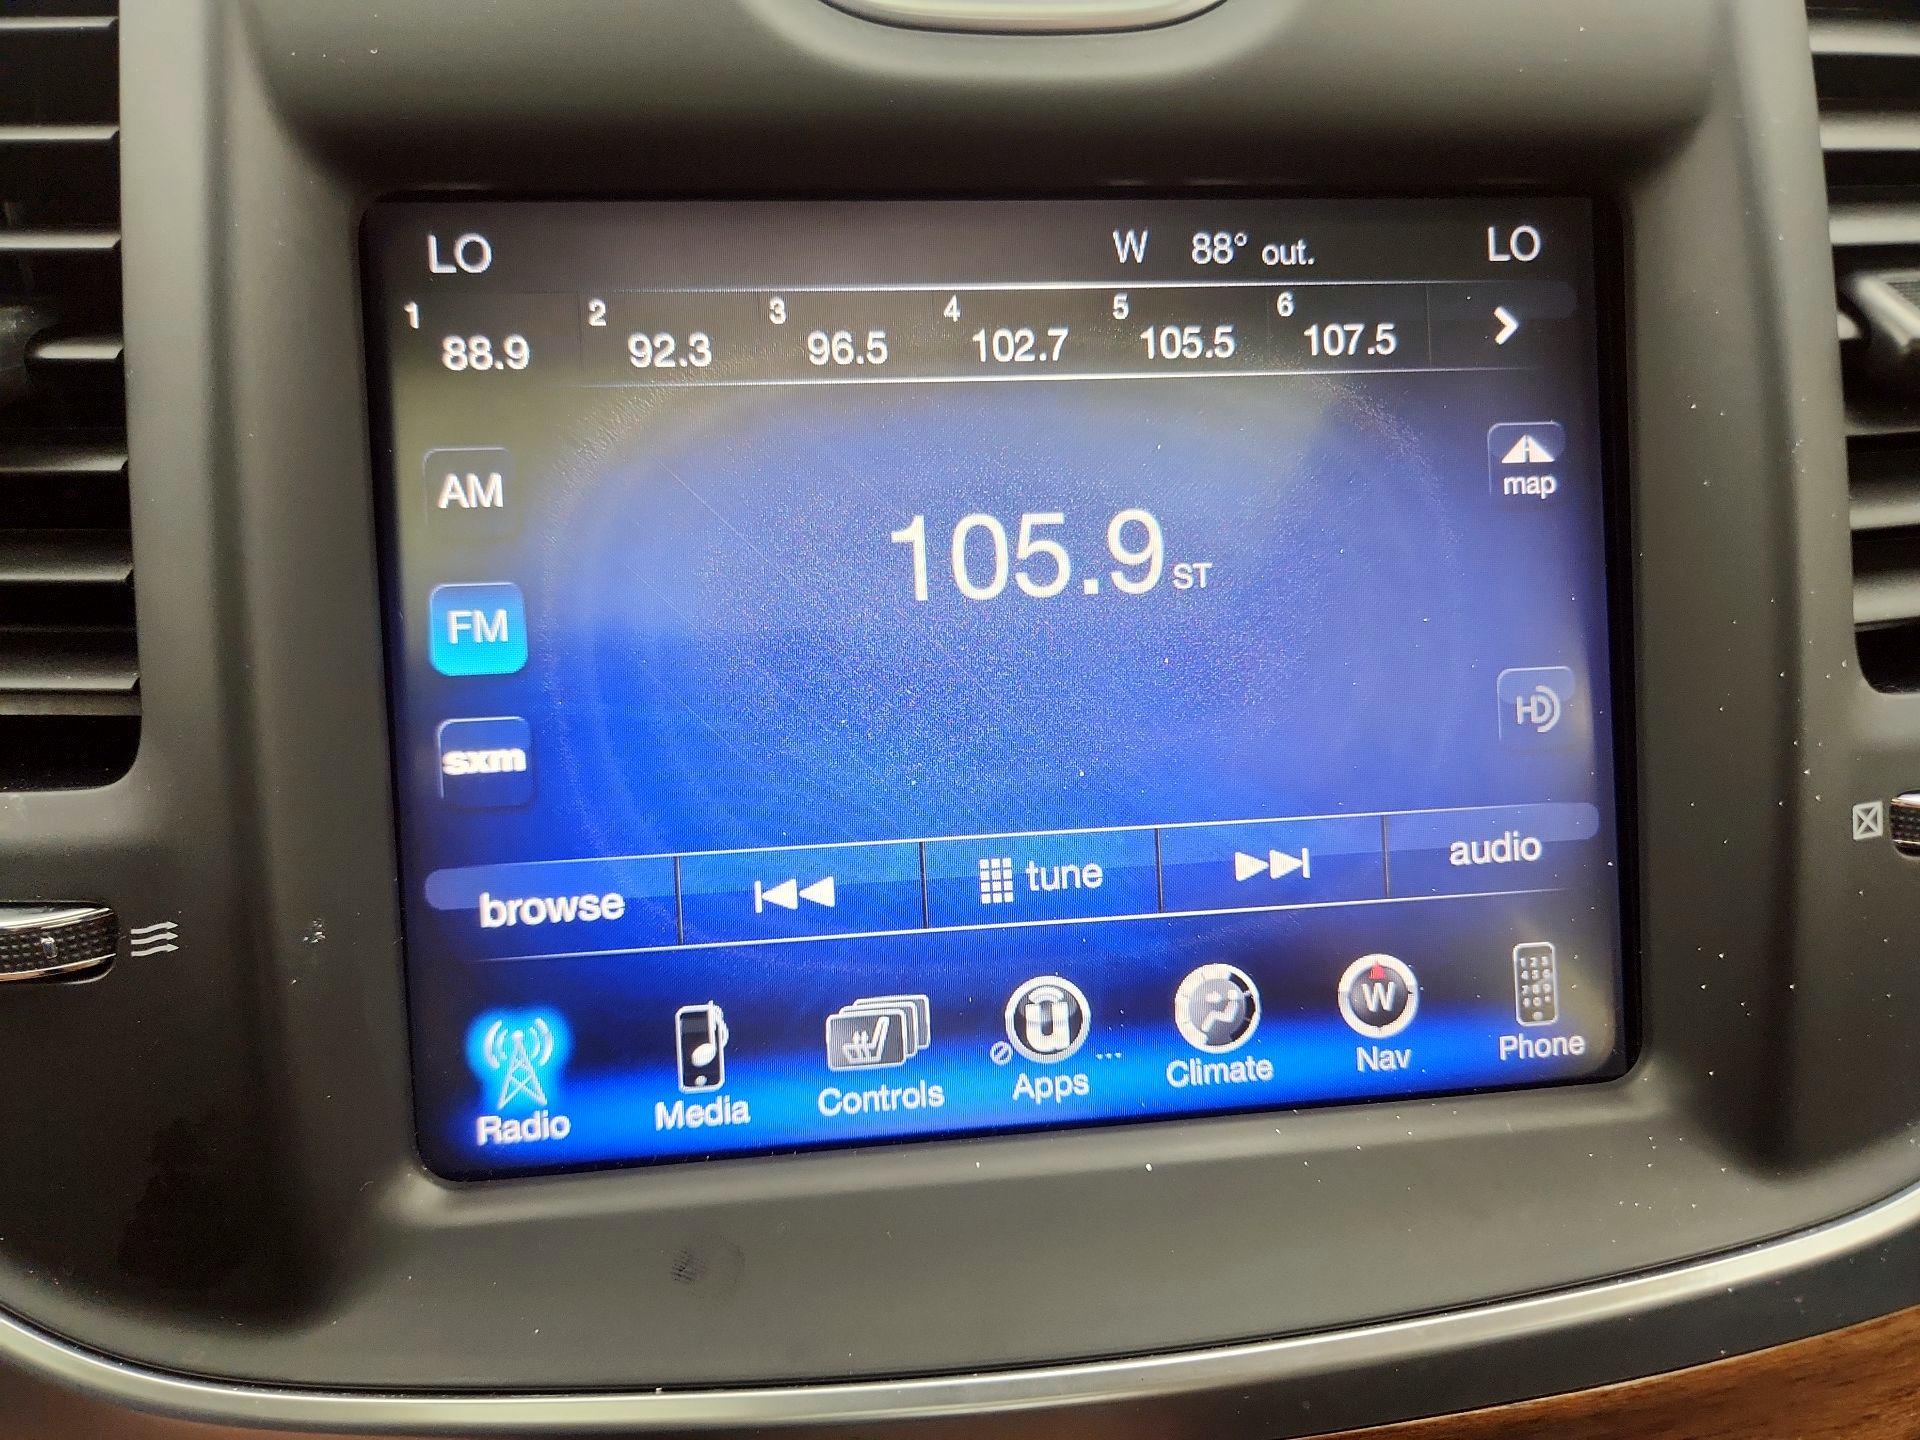 LO W 88° out. LO
1 88.9 2 92.3 3 96.5 4 102.7 5 105.5 6 107.5
AM
map
105.9 ST
FM
HD
sxm
browse tune audio
Radio Media Controls Apps ... Climate W Nav Phone